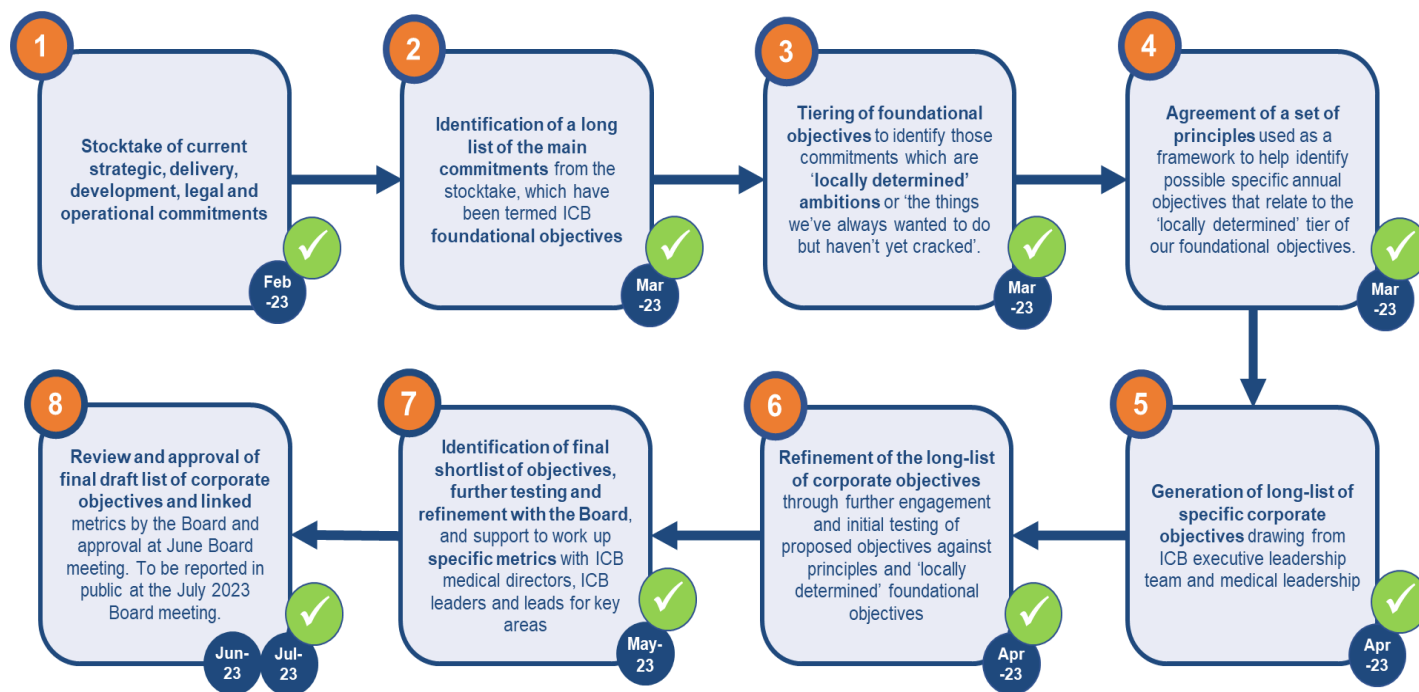 1
Stocktake of current
strategic, delivery,
development, legal and
operational commitments
Feb
-23
2
Identification of a long
list of the main
commitments from the
stocktake, which have
been termed ICB
foundational objectives
Mar
-23
3
Tiering of foundational
objectives to identify those
commitments which are
‘locally determined’
ambitions or ‘the things
we’ve always wanted to do
but haven’t yet cracked’.
Mar
-23
4
Agreement of a set of
principles used as a
framework to help identify
possible specific annual
objectives that relate to the
‘locally determined’ tier of
our foundational objectives.
Mar
-23
5
Generation of long-list of
specific corporate
objectives drawing from
ICB executive leadership
team and medical leadership
Apr
-23
6
Refinement of the long-list
of corporate objectives
through further engagement
and initial testing of
proposed objectives against
principles and ‘locally
determined’ foundational
objectives
Apr
-23
7
Identification of final
shortlist of objectives,
further testing and
refinement with the Board,
and support to work up
specific metrics with ICB
medical directors, ICB
leaders and leads for key
areas
May-
23
8
Review and approval of
final draft list of corporate
objectives and linked
metrics by the Board and
approval at June Board
meeting. To be reported in
public at the July 2023
Board meeting.
Jun-
23
Jul-
23